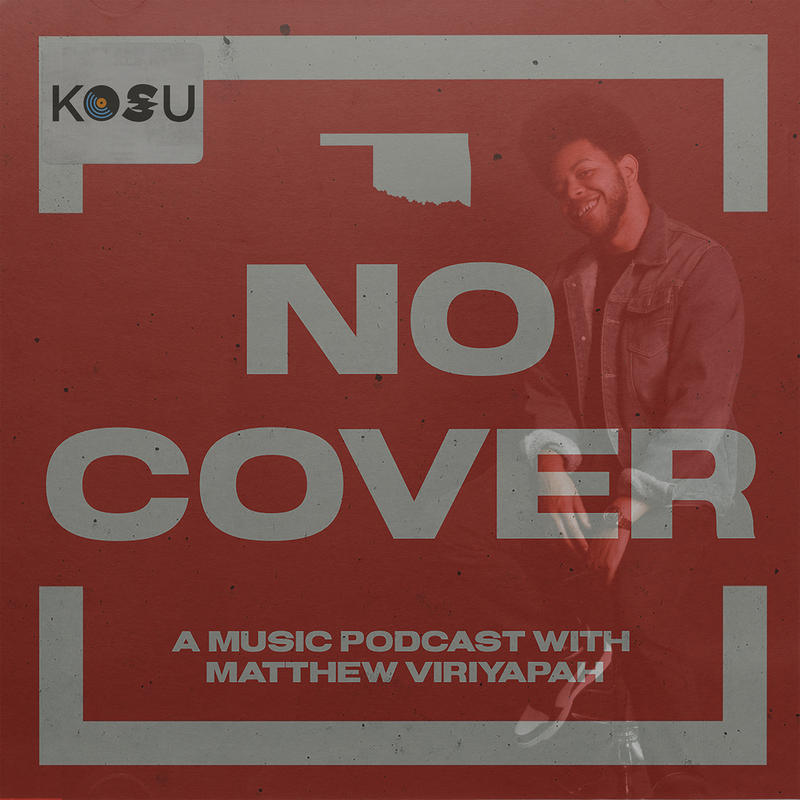 KOSU
NO
COVER
A MUSIC PODCAST WITH
MATTHEW VIRIYAPAH